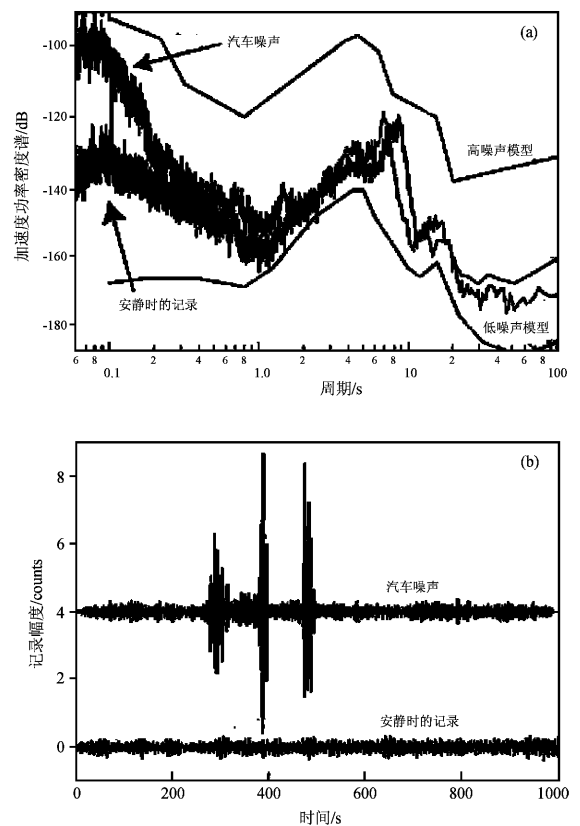 (a)
-100
-120
-140
-160
-180
加速度功率密度谱/dB
汽车噪声
高噪声模型
安静时的记录
低噪声模型
6 8 0.1 2 4 6 8 1.0 2 4 6 8 10 2 4 6 8 100
周期/s
(b)
8
6
4
2
0
记录幅度/counts
汽车噪声
安静时的记录
0 200 400 600 800 1000
时间/s